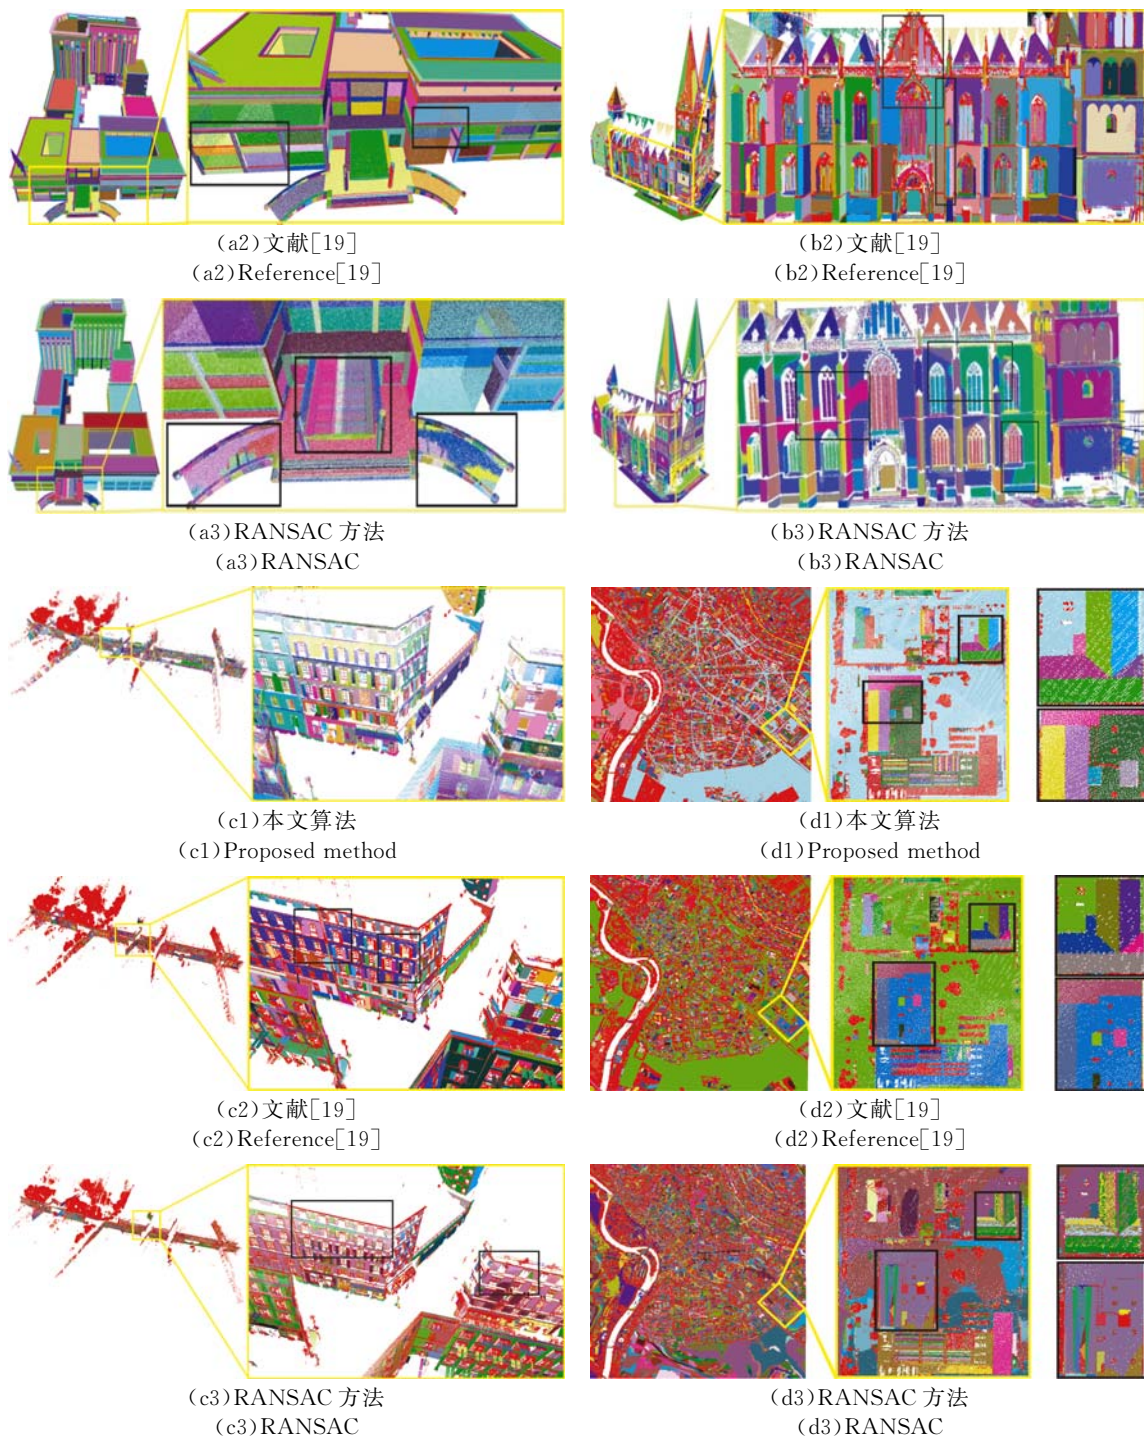 (a2)文献[19]
(a2)Reference[19]
(b2)文献[19]
(b2)Reference[19]
(a3)RANSAC 方法
(a3)RANSAC
(b3)RANSAC 方法
(b3)RANSAC
(c1)本文算法
(c1)Proposed method
(d1)本文算法
(d1)Proposed method
(c2)文献[19]
(c2)Reference[19]
(d2)文献[19]
(d2)Reference[19]
(c3)RANSAC 方法
(c3)RANSAC
(d3)RANSAC 方法
(d3)RANSAC